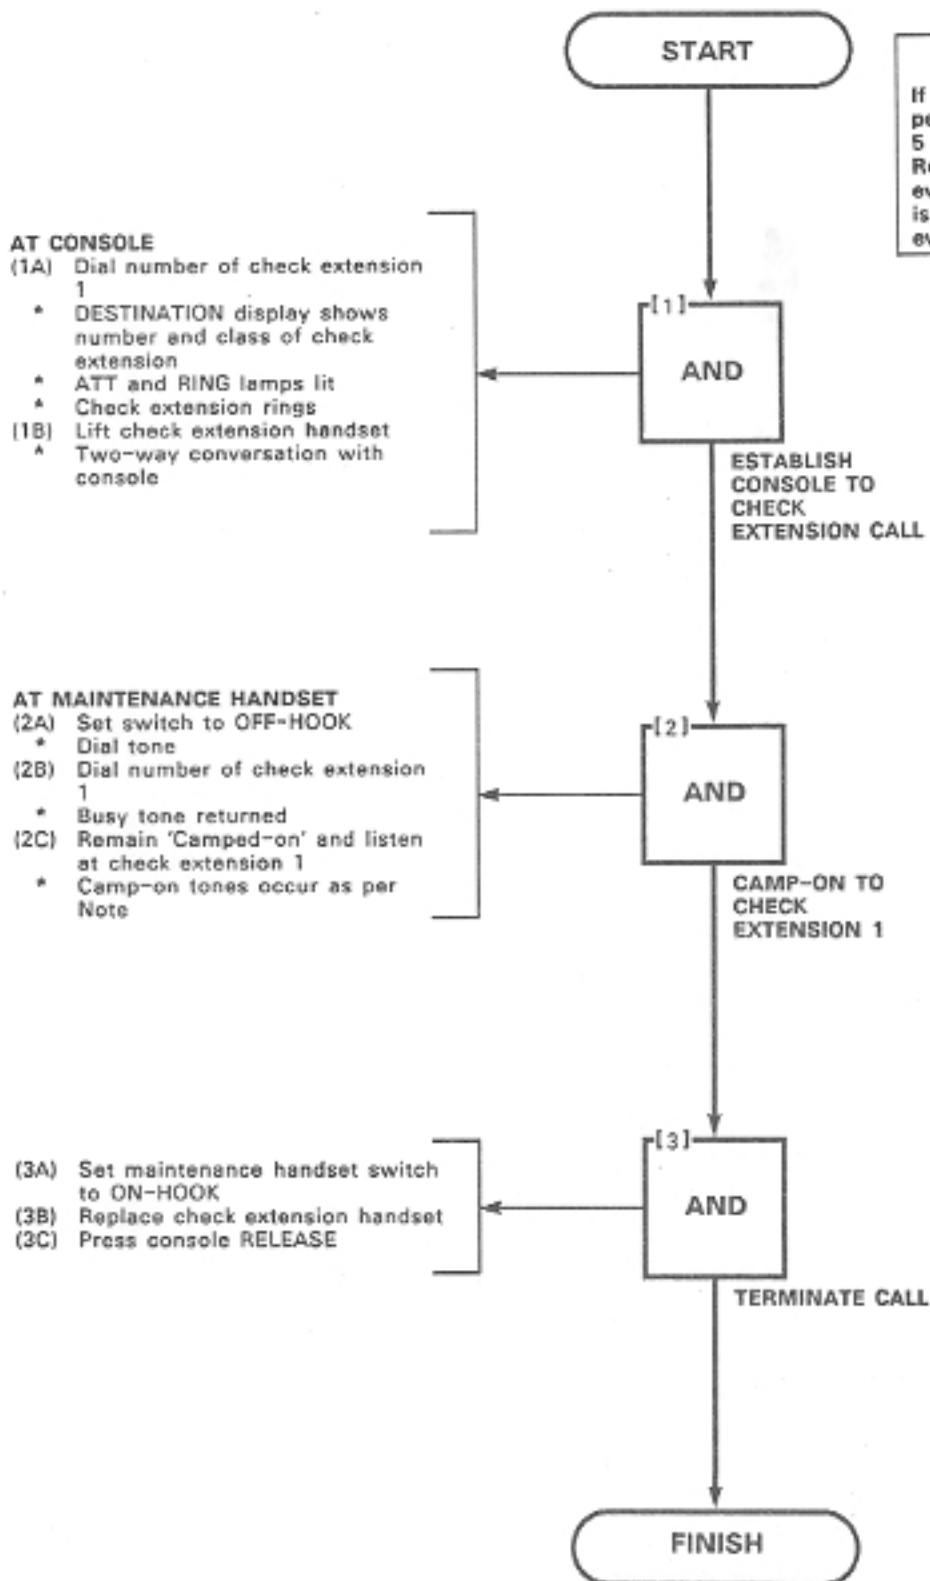 START
If
5
is
AT CONSOLE
(1A) Dial number of check extension
1
* DESTINATION display shows
number and class of check
extension
* ATT and RING lamps lit
* Check extension rings
(1B) Lift check extension handset
* Two-way conversation with
console
[1]
AND
ESTABLISH
CONSOLE TO
CHECK
EXTENSION CALL
AT MAINTENANCE HANDSET
(2A) Set switch to OFF-HOOK
* Dial tone
(2B) Dial number of check extension
1
* Busy tone returned
(2C) Remain 'Camped-on' and listen
at check extension 1
* Camp-on tones occur as per
Note
[2]
AND
CAMP-ON TO
CHECK
EXTENSION 1
(3A) Set maintenance handset switch
to ON-HOOK
(3B) Replace check extension handset
(3C) Press console RELEASE
[3]
AND
TERMINATE CALL
FINISH